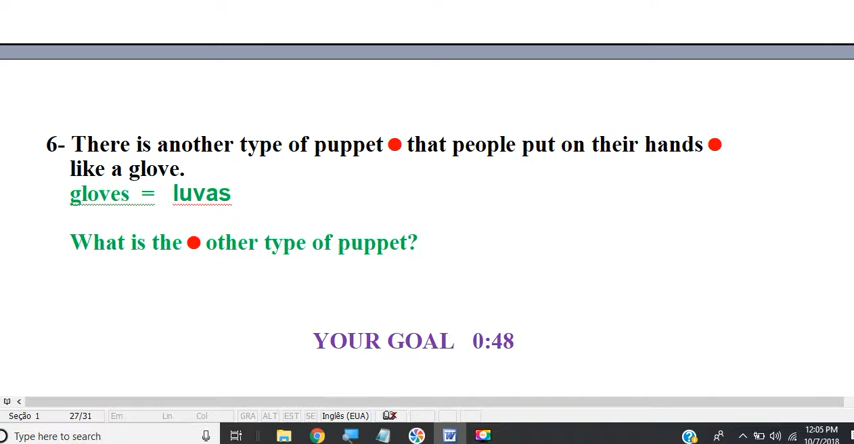 6- There is another type of puppet that people put on their hands
like a glove.
gloves = luvas
What is the other type of puppet?
YOUR GOAL 0:48
Seção 1 27/31 Em Lin Col GRA ALT EST SE Inglês (EUA)
Type here to search
12:05 PM
10/7/2018